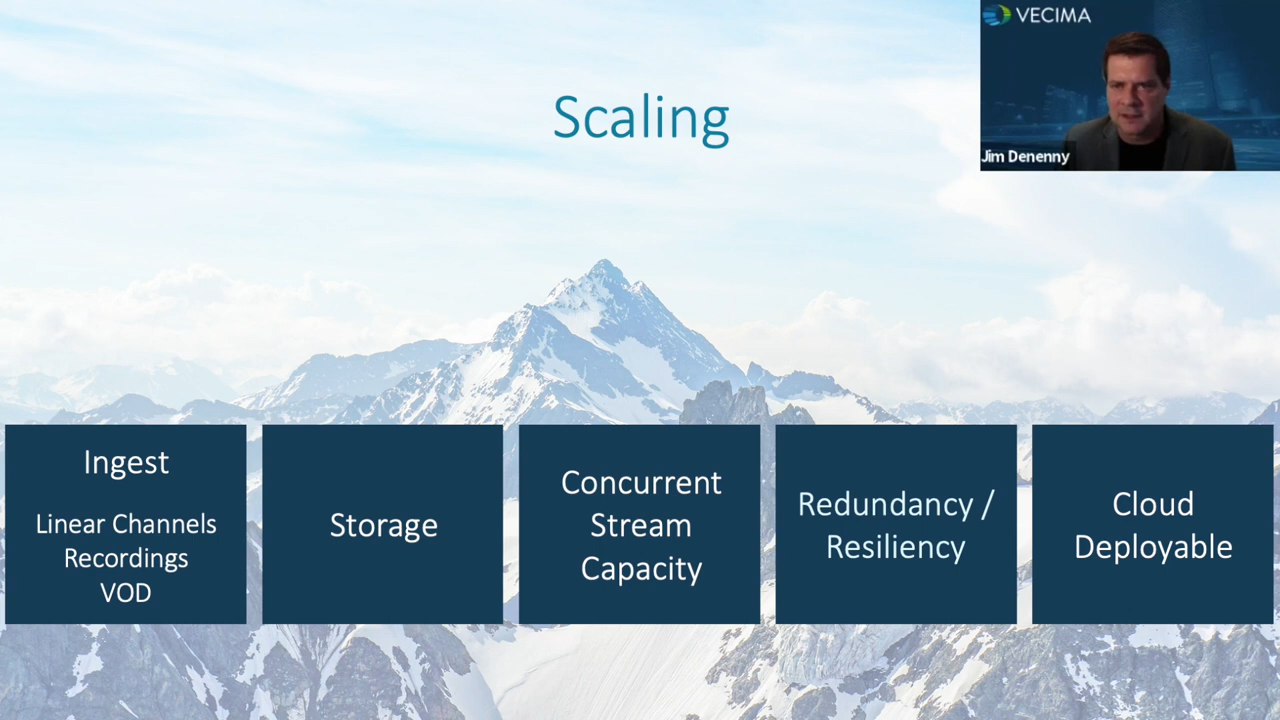 VECIMA
Jim Denenny
Scaling
Ingest
Linear Channels
Recordings
VOD
Storage
Concurrent
Stream
Capacity
Redundancy /
Resiliency
Cloud
Deployable